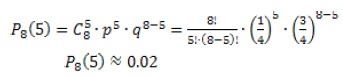 P₈(5) = C₈⁵ · p⁵ · q⁸⁻⁵ = 8! / (5!·(8−5)!) · (1/4)⁵ · (3/4)⁸⁻⁵
P₈(5) ≈ 0.02